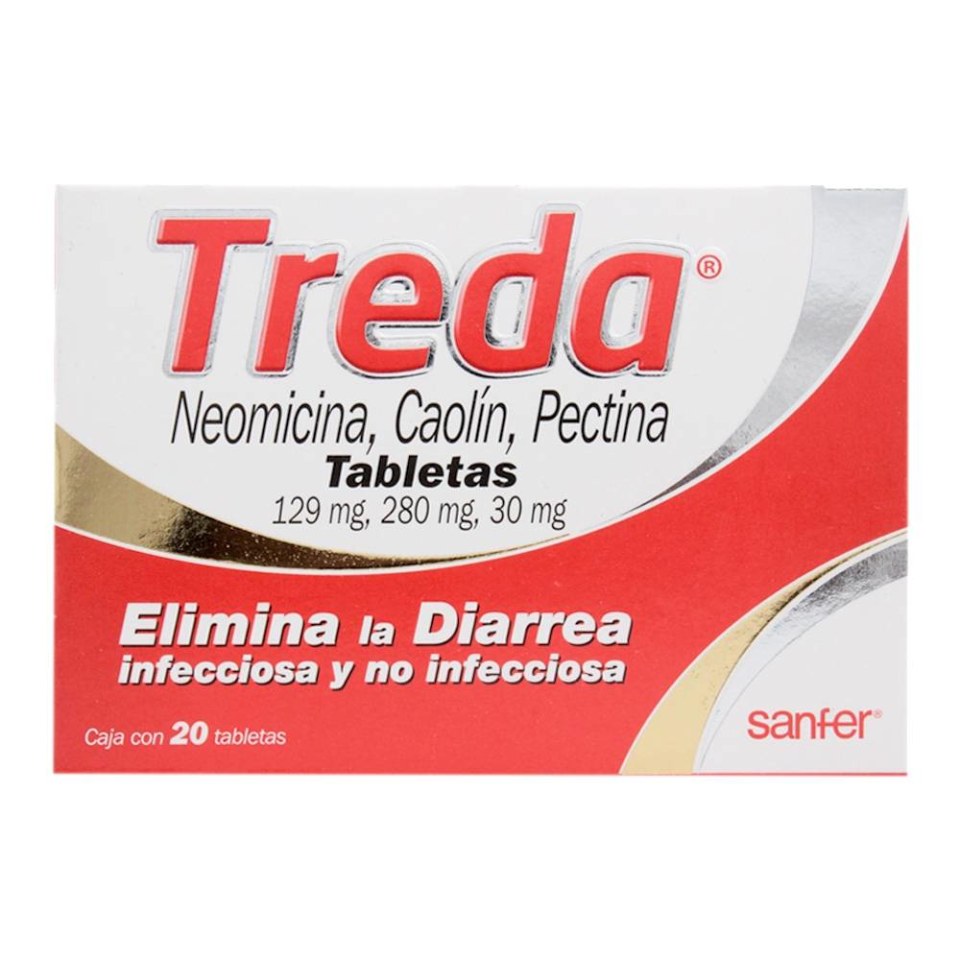 Treda®
Neomicina, Caolín, Pectina
Tabletas
129 mg, 280 mg, 30 mg
Elimina la Diarrea
infecciosa y no infecciosa
Caja con 20 tabletas
sanfer®